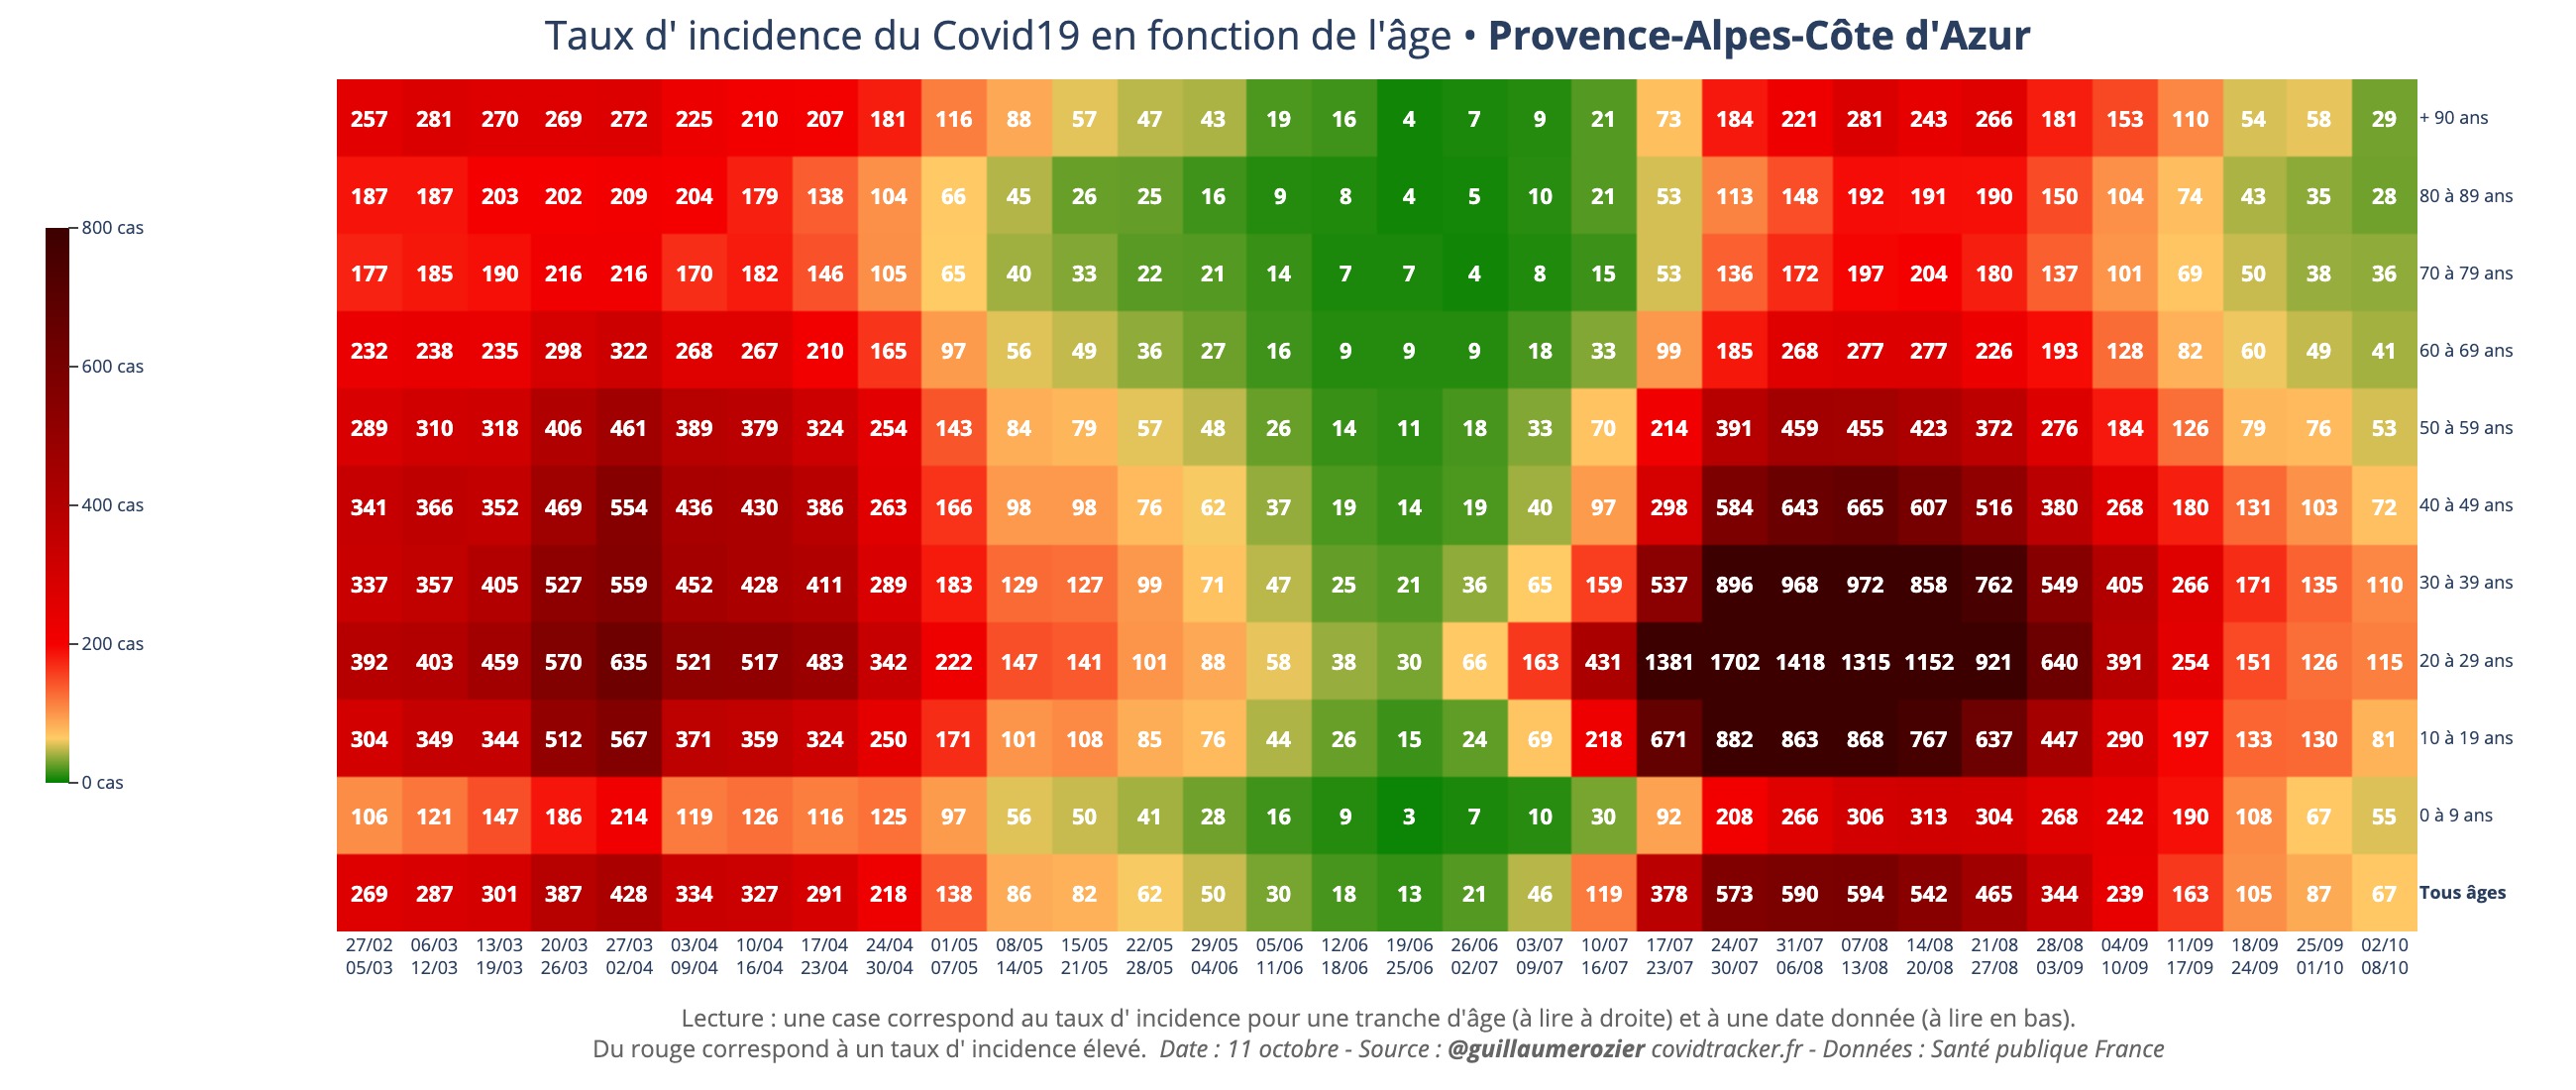 Taux d' incidence du Covid19 en fonction de l'âge • Provence-Alpes-Côte d'Azur
800 cas
600 cas
400 cas
200 cas
0 cas
257 281 270 269 272 225 210 207 181 116 88 57 47 43 19 16 4 7 9 21 73 184 221 281 243 266 181 153 110 54 58 29 + 90 ans
187 187 203 202 209 204 179 138 104 66 45 26 25 16 9 8 4 5 10 21 53 113 148 192 191 190 150 104 74 43 35 28 80 à 89 ans
177 185 190 216 216 170 182 146 105 65 40 33 22 21 14 7 7 4 8 15 53 136 172 197 204 180 137 101 69 50 38 36 70 à 79 ans
232 238 235 298 322 268 267 210 165 97 56 49 36 27 16 9 9 9 18 33 99 185 268 277 277 226 193 128 82 60 49 41 60 à 69 ans
289 310 318 406 461 389 379 324 254 143 84 79 57 48 26 14 11 18 33 70 214 391 459 455 423 372 276 184 126 79 76 53 50 à 59 ans
341 366 352 469 554 436 430 386 263 166 98 98 76 62 37 19 14 19 40 97 298 584 643 665 607 516 380 268 180 131 103 72 40 à 49 ans
337 357 405 527 559 452 428 411 289 183 129 127 99 71 47 25 21 36 65 159 537 896 968 972 858 762 549 405 266 171 135 110 30 à 39 ans
392 403 459 570 635 521 517 483 342 222 147 141 101 88 58 38 30 66 163 431 1381 1702 1418 1315 1152 921 640 391 254 151 126 115 20 à 29 ans
304 349 344 512 567 371 359 324 250 171 101 108 85 76 44 26 15 24 69 218 671 882 863 868 767 637 447 290 197 133 130 81 10 à 19 ans
106 121 147 186 214 119 126 116 125 97 56 50 41 28 16 9 3 7 10 30 92 208 266 306 313 304 268 242 190 108 67 55 0 à 9 ans
269 287 301 387 428 334 327 291 218 138 86 82 62 50 30 18 13 21 46 119 378 573 590 594 542 465 344 239 163 105 87 67 Tous âges
27/02 06/03 13/03 20/03 27/03 03/04 10/04 17/04 24/04 01/05 08/05 15/05 22/05 29/05 05/06 12/06 19/06 26/06 03/07 10/07 17/07 24/07 31/07 07/08 14/08 21/08 28/08 04/09 11/09 18/09 25/09 02/10
05/03 12/03 19/03 26/03 02/04 09/04 16/04 23/04 30/04 07/05 14/05 21/05 28/05 04/06 11/06 18/06 25/06 02/07 09/07 16/07 23/07 30/07 06/08 13/08 20/08 27/08 03/09 10/09 17/09 24/09 01/10 08/10
Lecture : une case correspond au taux d' incidence pour une tranche d'âge (à lire à droite) et à une date donnée (à lire en bas).
Du rouge correspond à un taux d' incidence élevé. Date : 11 octobre - Source : @guillaumerozier covidtracker.fr - Données : Santé publique France